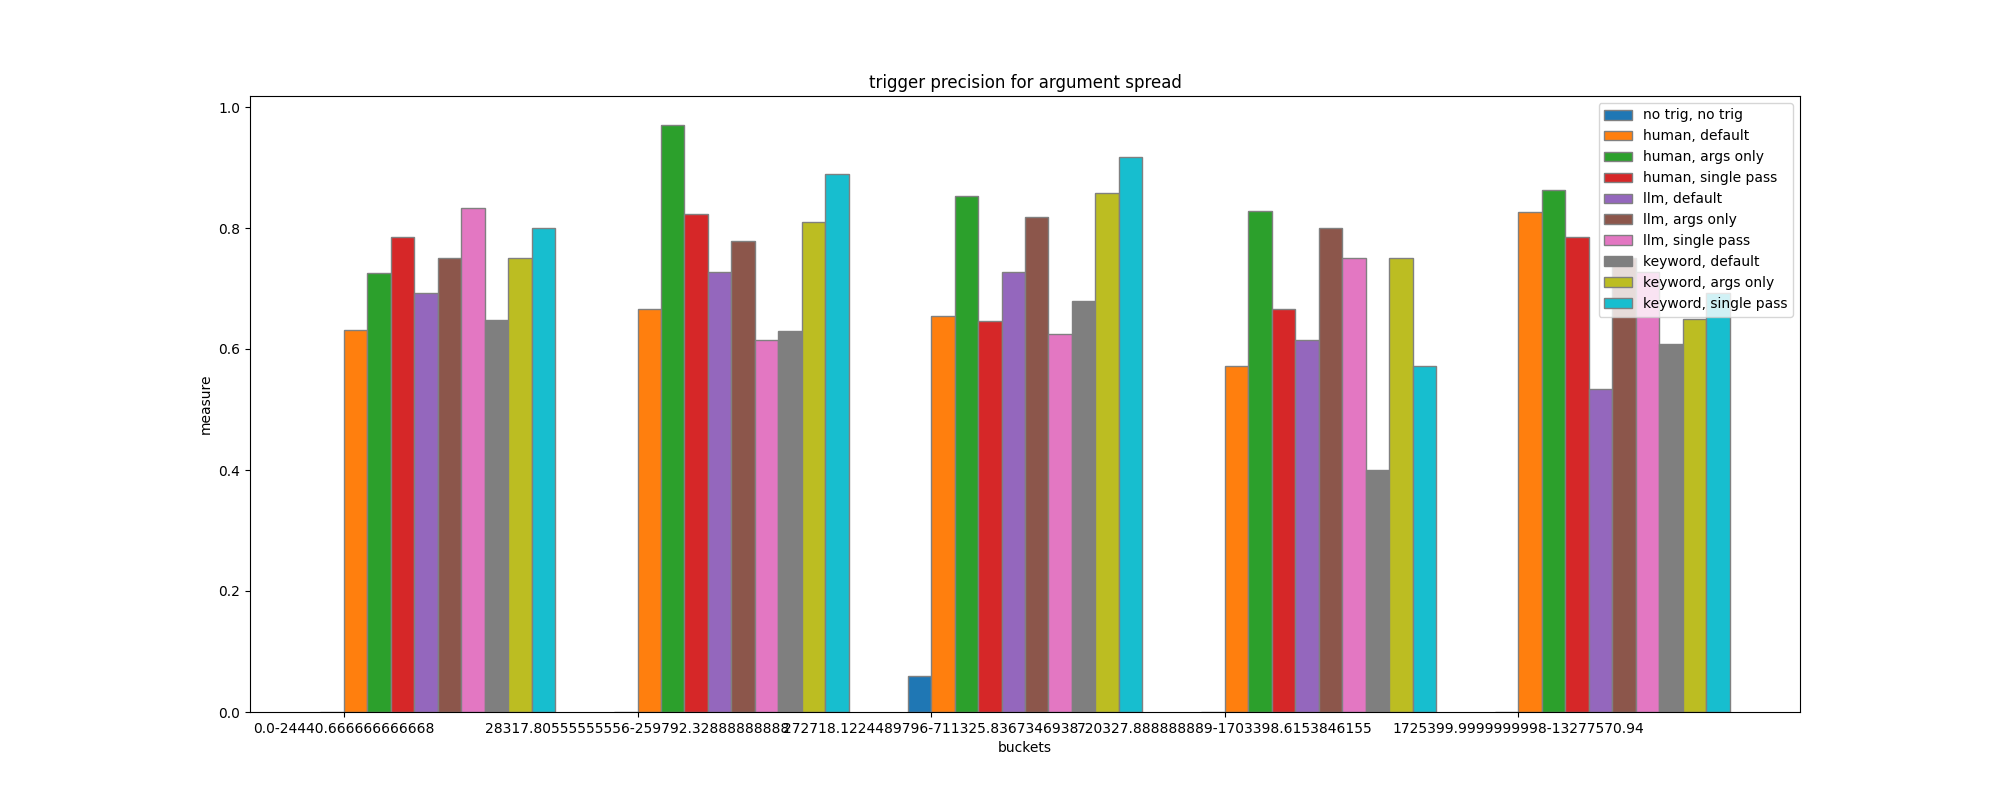 trigger precision for argument spread
1.0
0.8
0.6
0.4
0.2
0.0
measure
no trig, no trig
human, default
human, args only
human, single pass
llm, default
llm, args only
llm, single pass
keyword, default
keyword, args only
keyword, single pass
0.0-24440.666666666668
28317.80555555556-259792.32888888888
272718.1224489796-711325.8367346938
720327.888888889-1703398.6153846155
1725399.9999999998-13277570.94
buckets